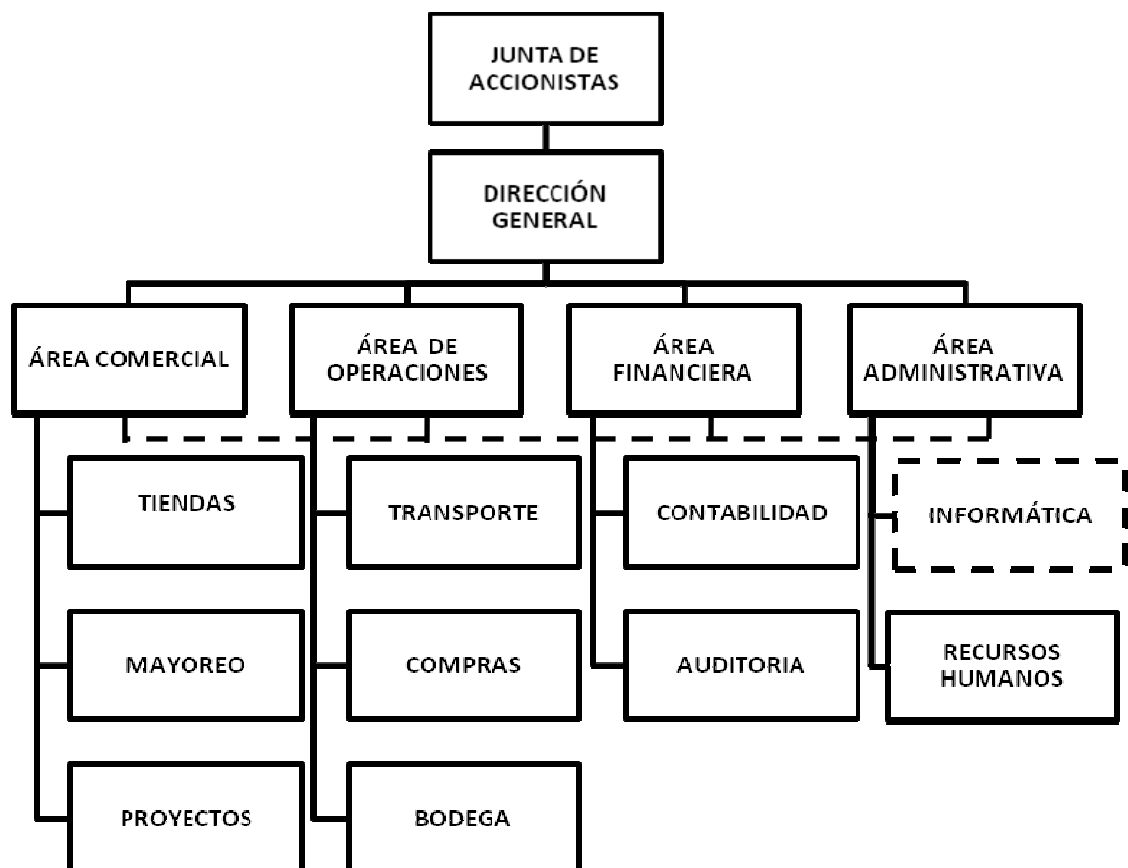 JUNTA DE
ACCIONISTAS
DIRECCIÓN
GENERAL
ÁREA COMERCIAL
ÁREA DE
OPERACIONES
ÁREA
FINANCIERA
ÁREA
ADMINISTRATIVA
TIENDAS
TRANSPORTE
CONTABILIDAD
INFORMÁTICA
MAYOREO
COMPRAS
AUDITORIA
RECURSOS
HUMANOS
PROYECTOS
BODEGA